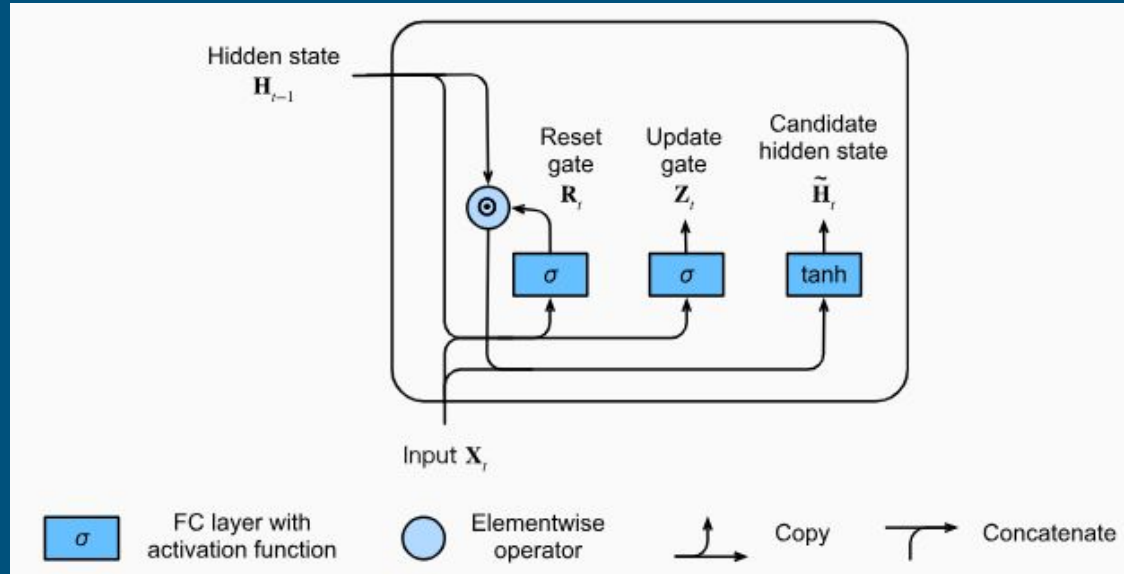 Hidden state
H_{t-1}
Reset
gate
R_t
Update
gate
Z_t
Candidate
hidden state
H̃_t
⊙
σ
σ
tanh
Input X_t
σ
FC layer with
activation function
Elementwise
operator
Copy
Concatenate